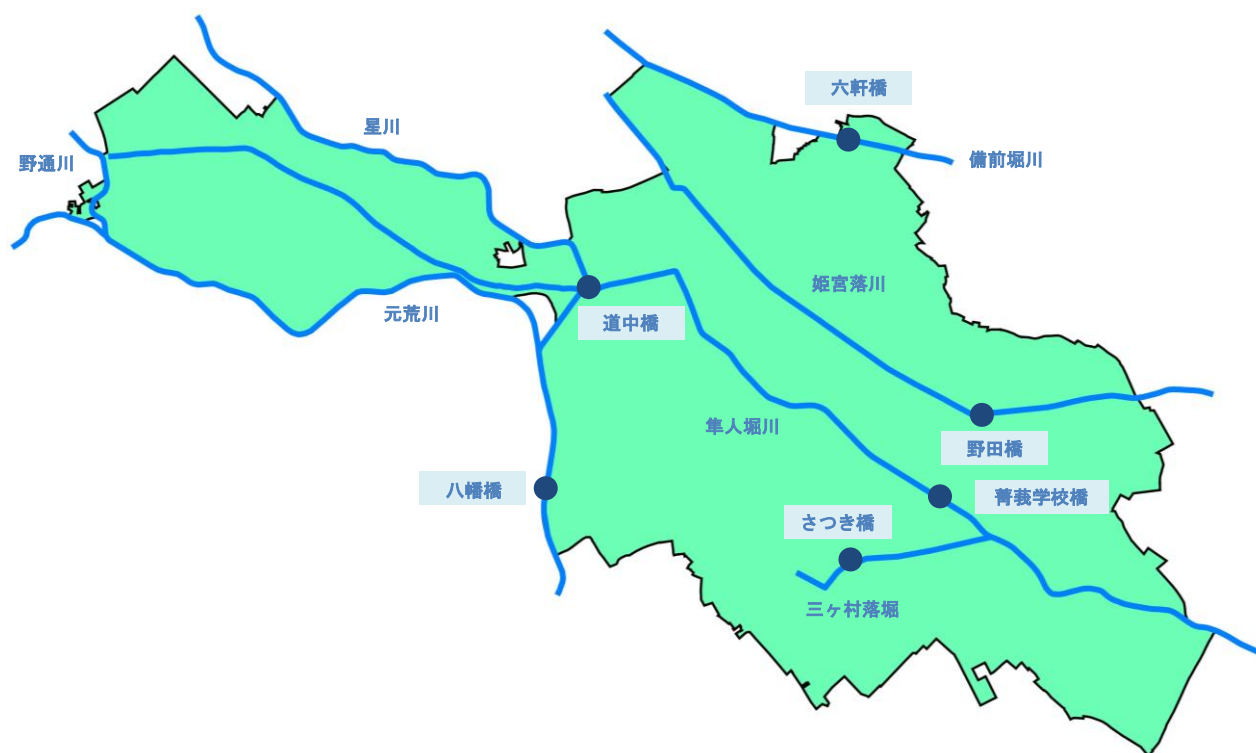 六軒橋
星川
野通川
備前堀川
姫宮落川
元荒川
道中橋
隼人堀川
野田橋
八幡橋
菁莪学校橋
さつき橋
三ヶ村落堀